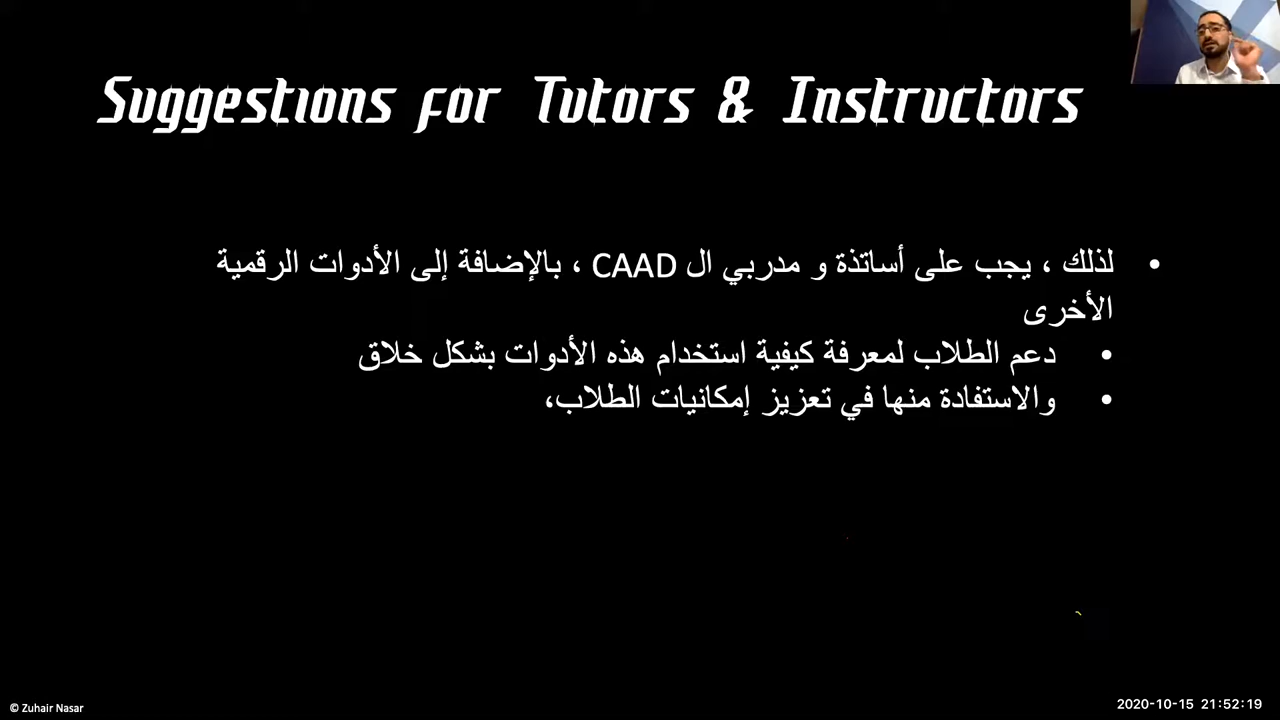 Suggestions for Tutors & Instructors
• لذلك ، يجب على أساتذة و مدربي ال CAAD ، بالإضافة إلى الأدوات الرقمية
الأخرى
• دعم الطلاب لمعرفة كيفية استخدام هذه الأدوات بشكل خلاق
• والاستفادة منها في تعزيز إمكانيات الطلاب،
© Zuhair Nasar
2020-10-15 21:52:19